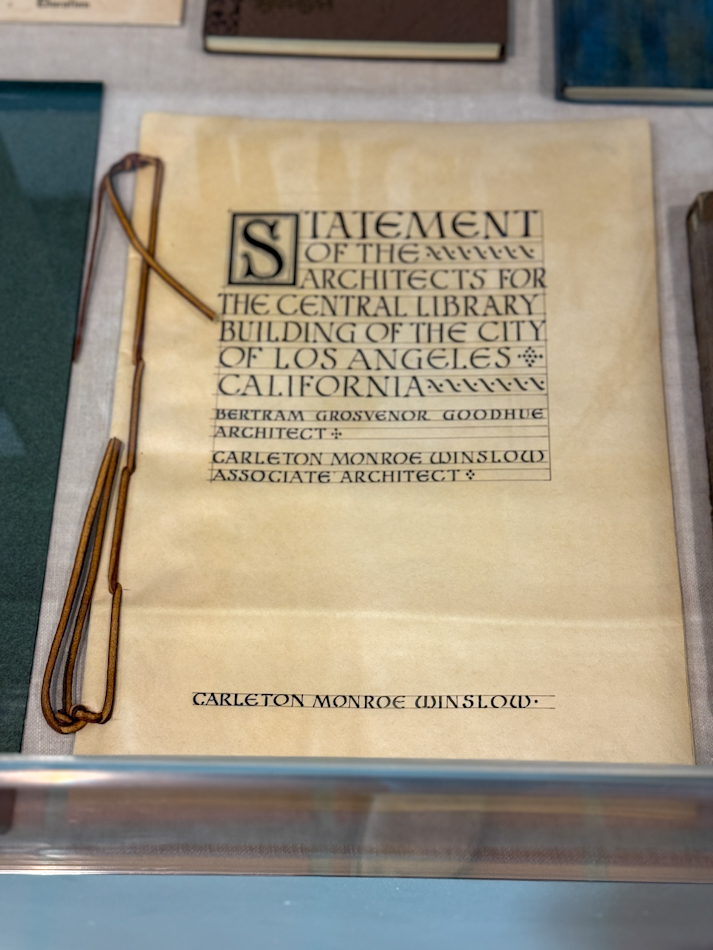 Education
STATEMENT
OF THE
ARCHITECTS FOR
THE CENTRAL LIBRARY
BUILDING OF THE CITY
OF LOS ANGELES
CALIFORNIA
BERTRAM GROSVENOR GOODHUE
ARCHITECT
CARLETON MONROE WINSLOW
ASSOCIATE ARCHITECT
CARLETON MONROE WINSLOW.